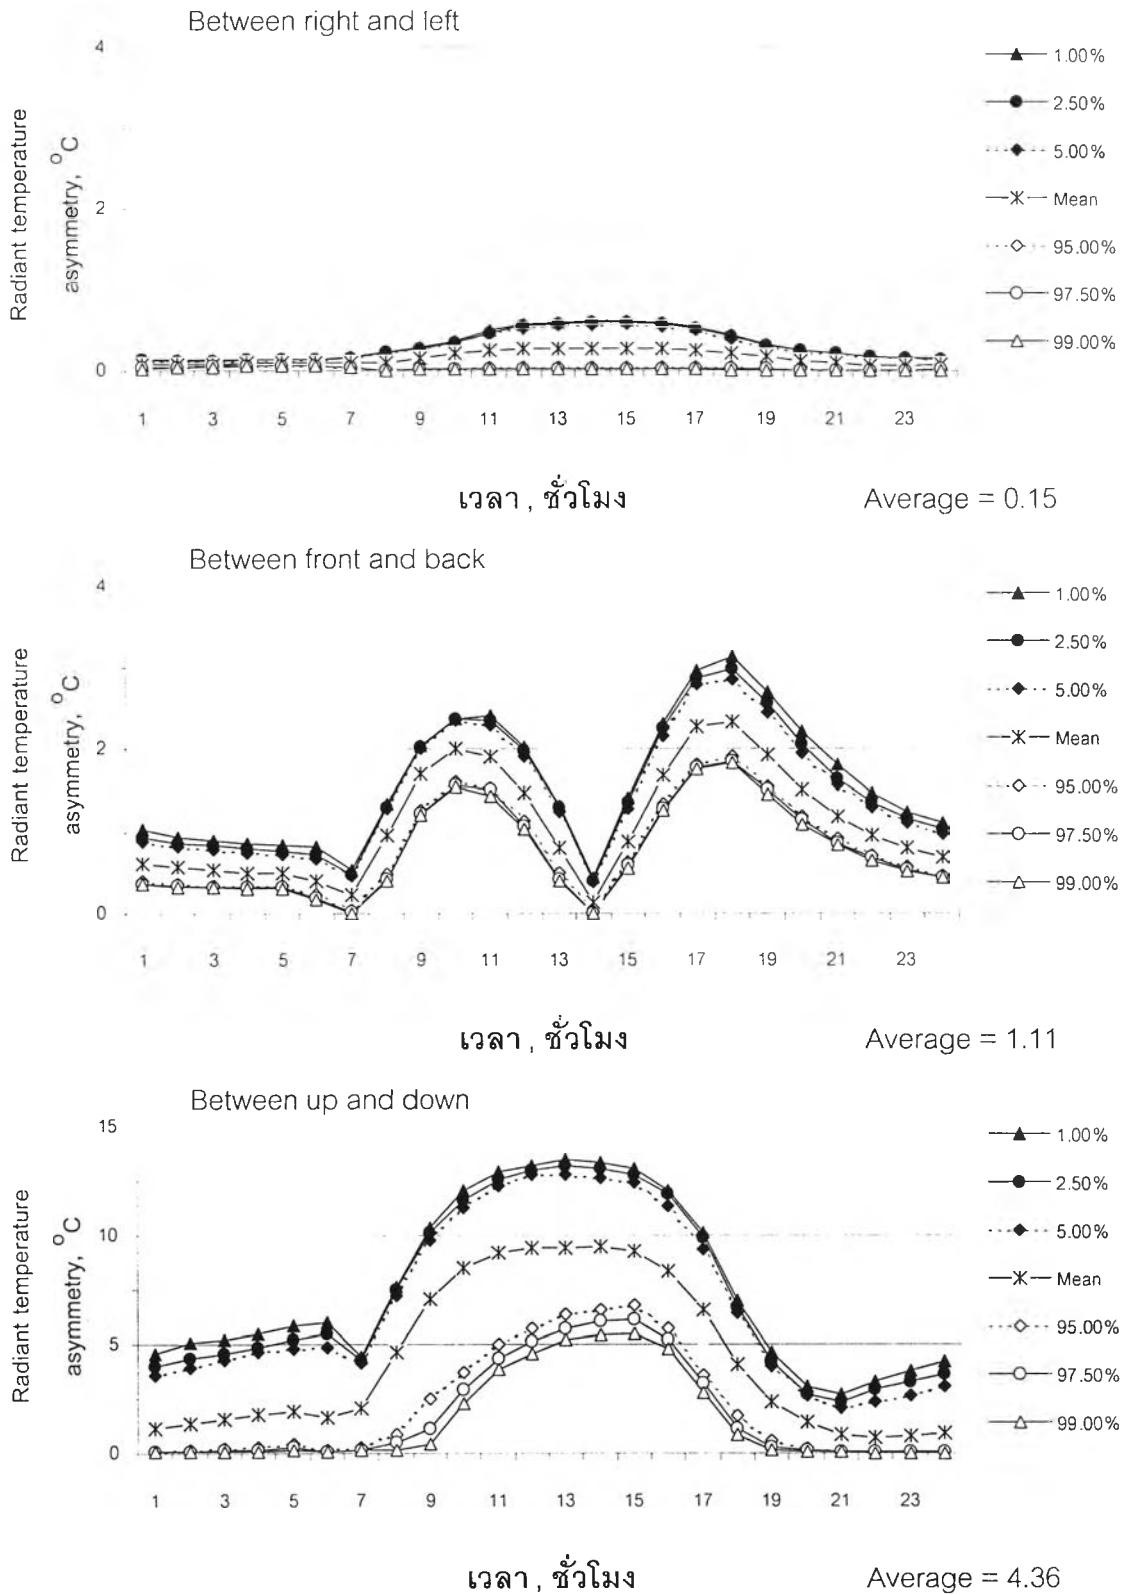 Between right and left
Radiant temperature
asymmetry, °C
4
2
0
1 3 5 7 9 11 13 15 17 19 21 23
1.00%
2.50%
5.00%
Mean
95.00%
97.50%
99.00%
เวลา , ชั่วโมง
Average = 0.15
Between front and back
Radiant temperature
asymmetry, °C
4
2
0
1 3 5 7 9 11 13 15 17 19 21 23
1.00%
2.50%
5.00%
Mean
95.00%
97.50%
99.00%
เวลา , ชั่วโมง
Average = 1.11
Between up and down
Radiant temperature
asymmetry, °C
15
10
5
0
1 3 5 7 9 11 13 15 17 19 21 23
1.00%
2.50%
5.00%
Mean
95.00%
97.50%
99.00%
เวลา , ชั่วโมง
Average = 4.36